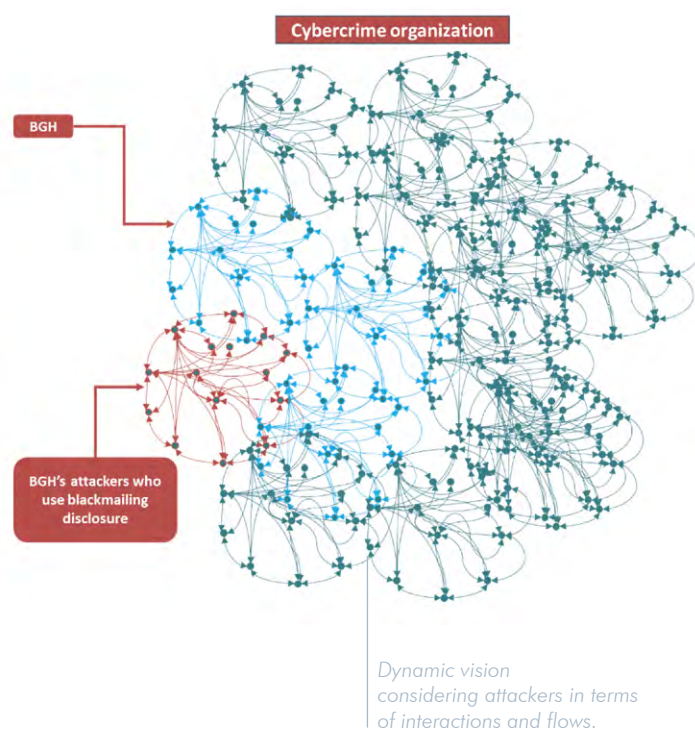 Cybercrime organization
BGH
BGH's attackers who
use blackmailing
disclosure
Dynamic vision
considering attackers in terms
of interactions and flows.